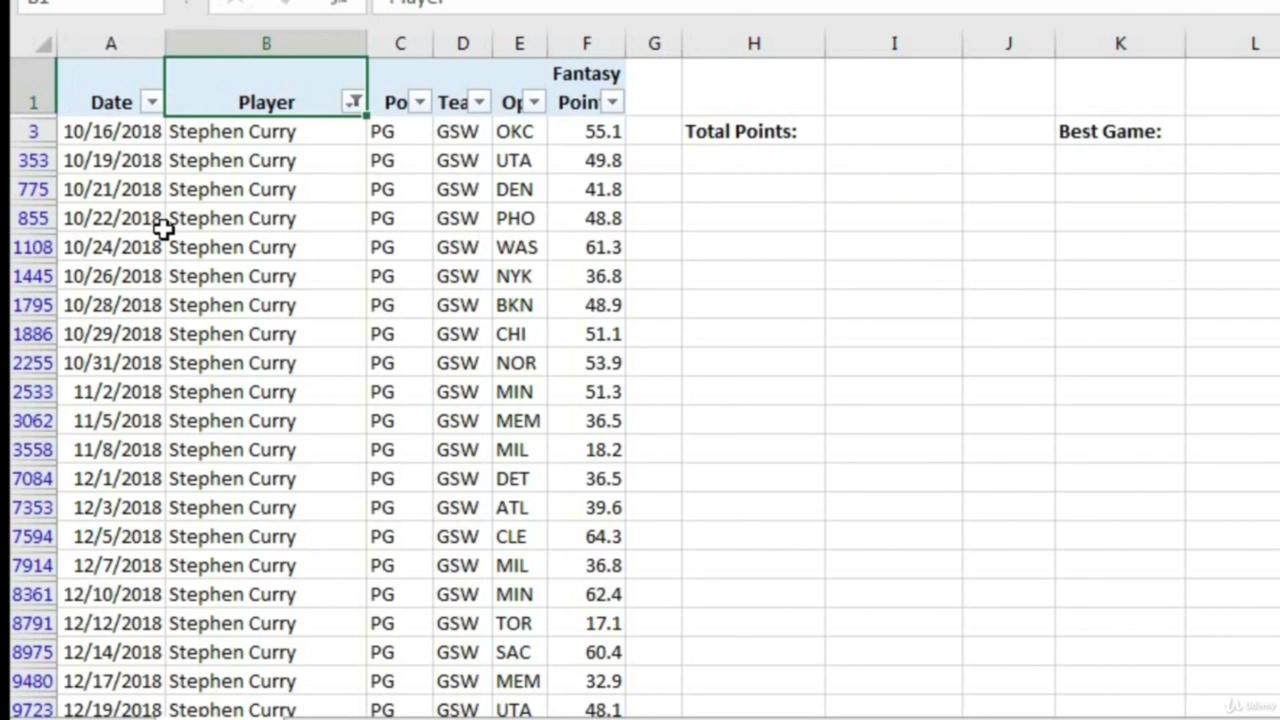 Player
A B C D E F G H I J K L
Fantasy
1 Date Player Po Tea Op Poin
3 10/16/2018 Stephen Curry PG GSW OKC 55.1 Total Points: Best Game:
353 10/19/2018 Stephen Curry PG GSW UTA 49.8
775 10/21/2018 Stephen Curry PG GSW DEN 41.8
855 10/22/2018 Stephen Curry PG GSW PHO 48.8
1108 10/24/2018 Stephen Curry PG GSW WAS 61.3
1445 10/26/2018 Stephen Curry PG GSW NYK 36.8
1795 10/28/2018 Stephen Curry PG GSW BKN 48.9
1886 10/29/2018 Stephen Curry PG GSW CHI 51.1
2255 10/31/2018 Stephen Curry PG GSW NOR 53.9
2533 11/2/2018 Stephen Curry PG GSW MIN 51.3
3062 11/5/2018 Stephen Curry PG GSW MEM 36.5
3558 11/8/2018 Stephen Curry PG GSW MIL 18.2
7084 12/1/2018 Stephen Curry PG GSW DET 36.5
7353 12/3/2018 Stephen Curry PG GSW ATL 39.6
7594 12/5/2018 Stephen Curry PG GSW CLE 64.3
7914 12/7/2018 Stephen Curry PG GSW MIL 36.8
8361 12/10/2018 Stephen Curry PG GSW MIN 62.4
8791 12/12/2018 Stephen Curry PG GSW TOR 17.1
8975 12/14/2018 Stephen Curry PG GSW SAC 60.4
9480 12/17/2018 Stephen Curry PG GSW MEM 32.9
9723 12/19/2018 Stephen Curry PG GSW UTA 48.1
Udemy